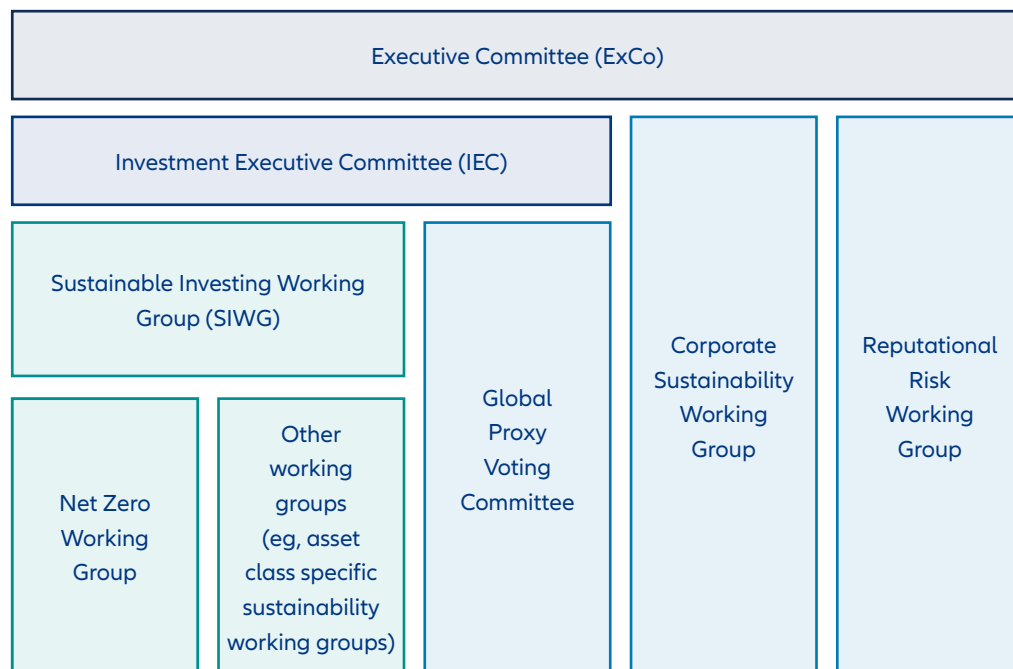 Executive Committee (ExCo)
Investment Executive Committee (IEC)
Sustainable Investing Working
Group (SIWG)
Net Zero
Working
Group
Other
working
groups
(eg, asset
class specific
sustainability
working groups)
Global
Proxy
Voting
Committee
Corporate
Sustainability
Working
Group
Reputational
Risk
Working
Group